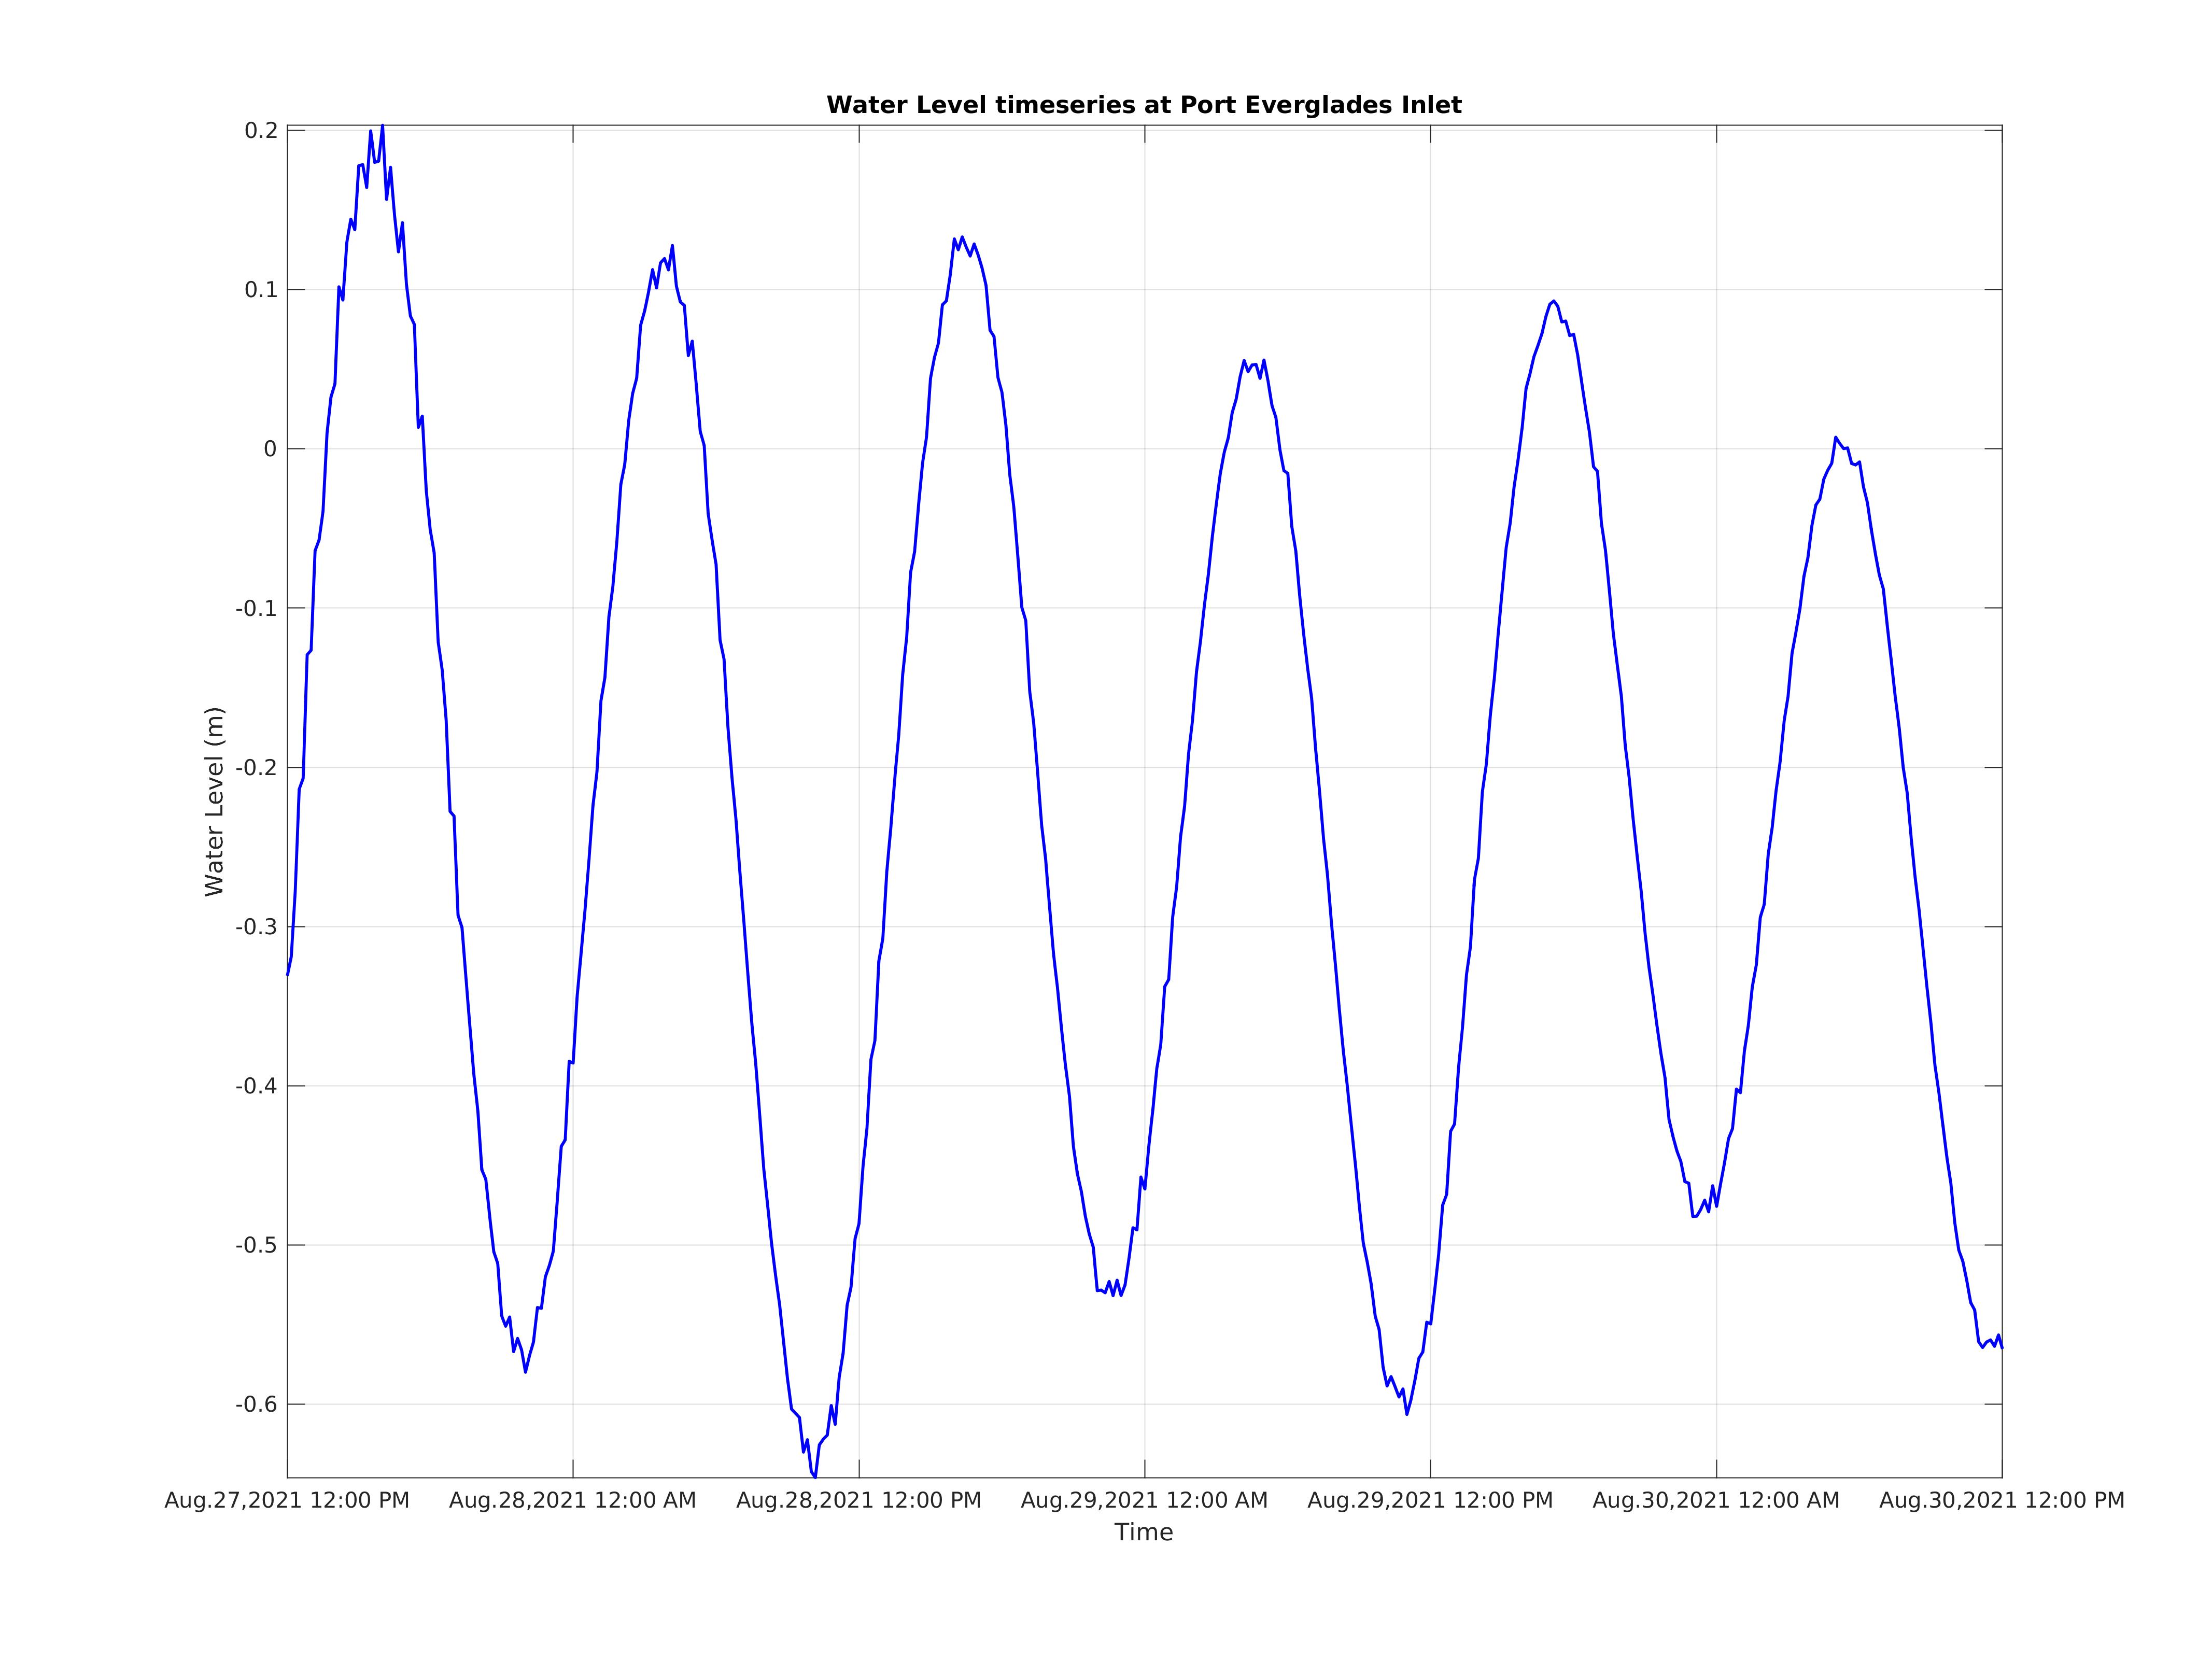 Water Level timeseries at Port Everglades Inlet
0.2
0.1
0
-0.1
-0.2
-0.3
-0.4
-0.5
-0.6
Water Level (m)
Aug.27,2021 12:00 PM Aug.28,2021 12:00 AM Aug.28,2021 12:00 PM Aug.29,2021 12:00 AM Aug.29,2021 12:00 PM Aug.30,2021 12:00 AM Aug.30,2021 12:00 PM
Time